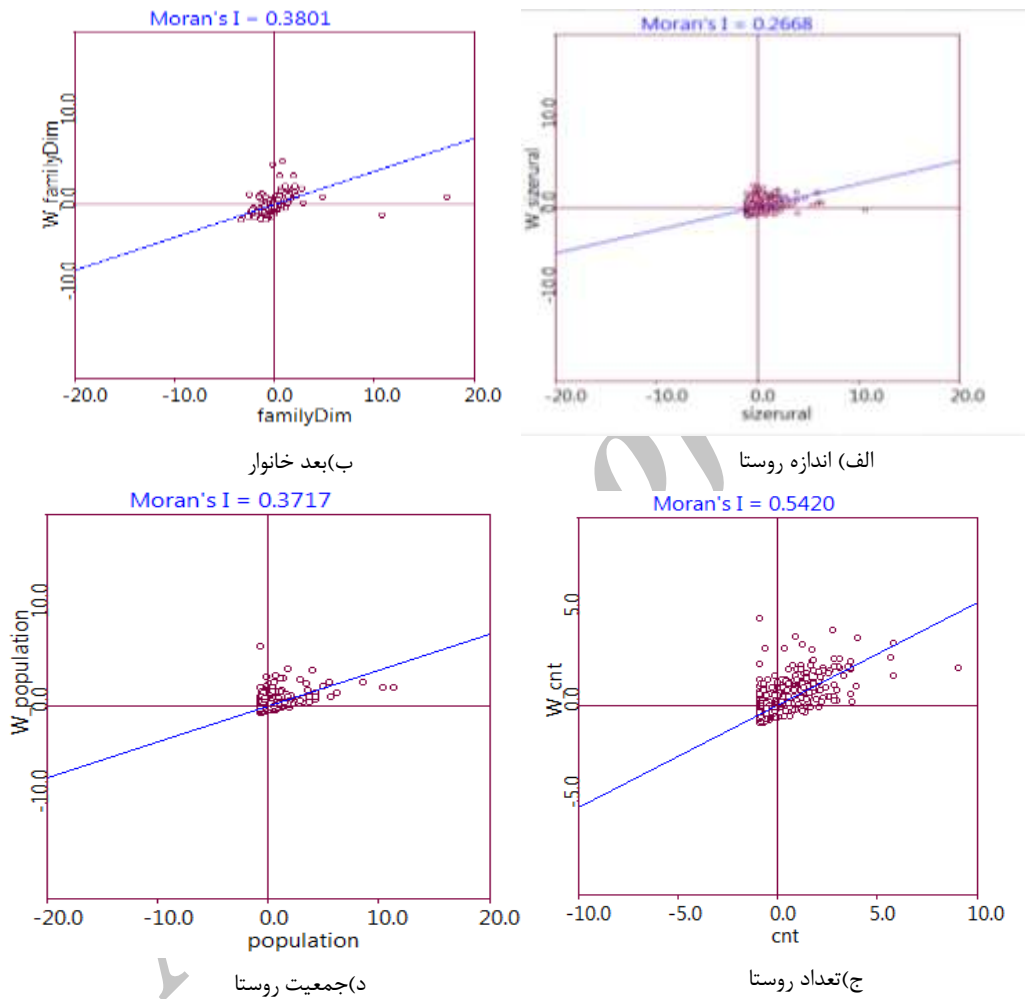 Moran's I = 0.3801
W_familyDim
10.0
0.0
-10.0
-20.0 -10.0 0.0 10.0 20.0
familyDim
ب)بعد خانوار
Moran's I = 0.2668
W_sizerural
10.0
0.0
-10.0
-20.0 -10.0 0.0 10.0 20.0
sizerural
الف) اندازه روستا
Moran's I = 0.3717
W_population
10.0
0.0
-10.0
-20.0 -10.0 0.0 10.0 20.0
population
د)جمعیت روستا
Moran's I = 0.5420
W_cnt
5.0
0.0
-5.0
-10.0 -5.0 0.0 5.0 10.0
cnt
ج)تعداد روستا